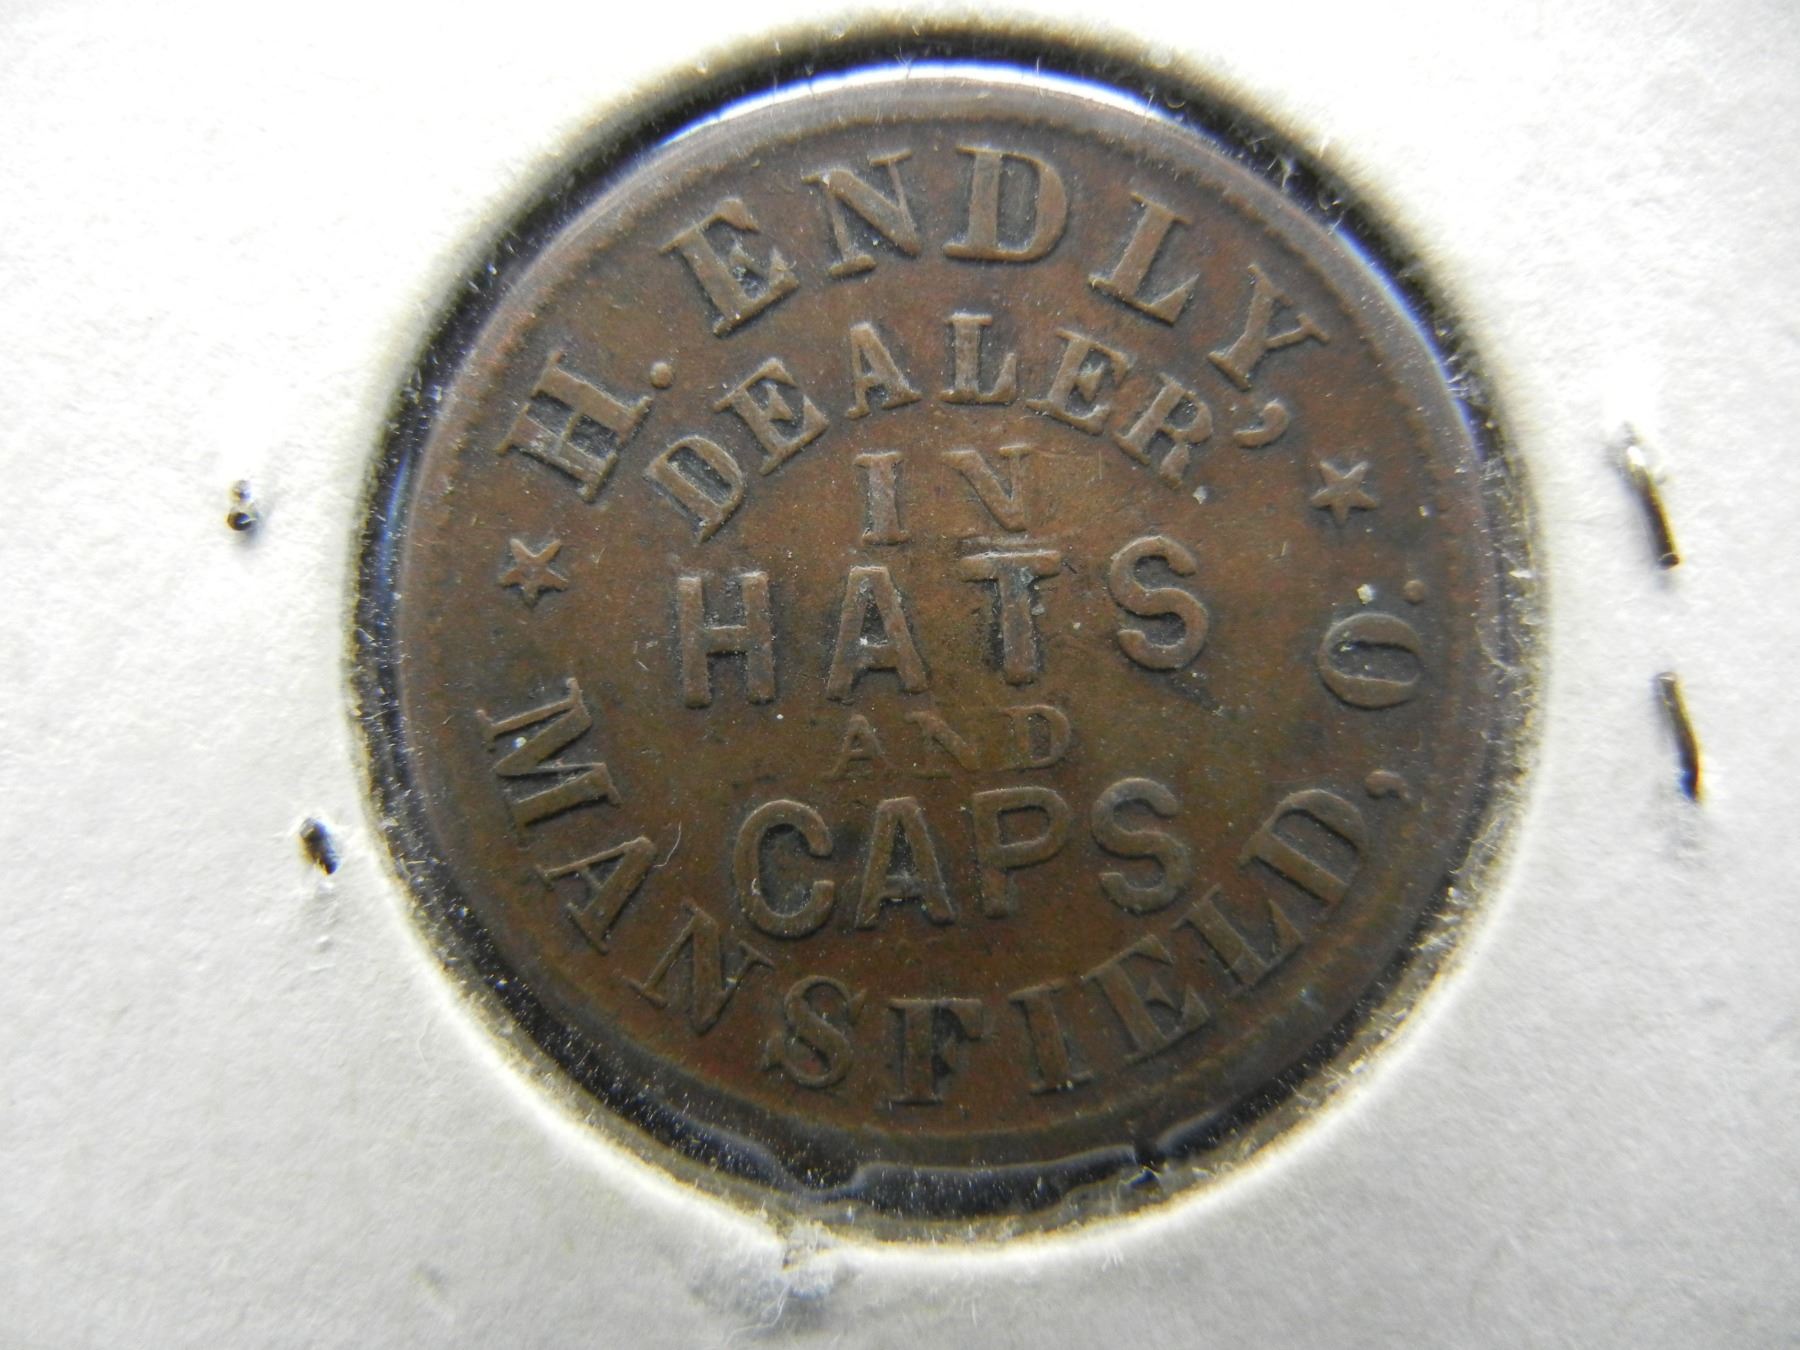 H. ENDLY,
DEALER
IN
HATS
AND
CAPS
MANSFIELD, O.